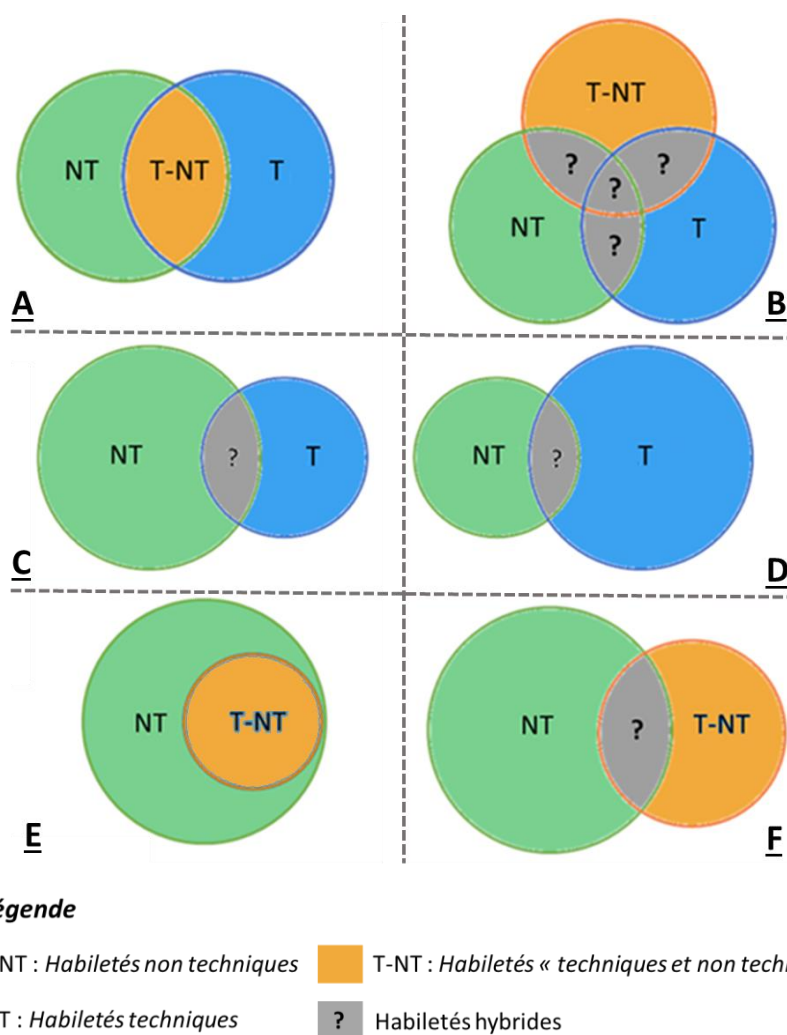 NT T-NT T
A
T-NT
? ? ?
NT ? T
B
NT ? T
C
NT ? T
D
NT T-NT
E
NT ? T-NT
F
égende
NT : Habiletés non techniques
T-NT : Habiletés « techniques et non techn
T : Habiletés techniques
? Habiletés hybrides